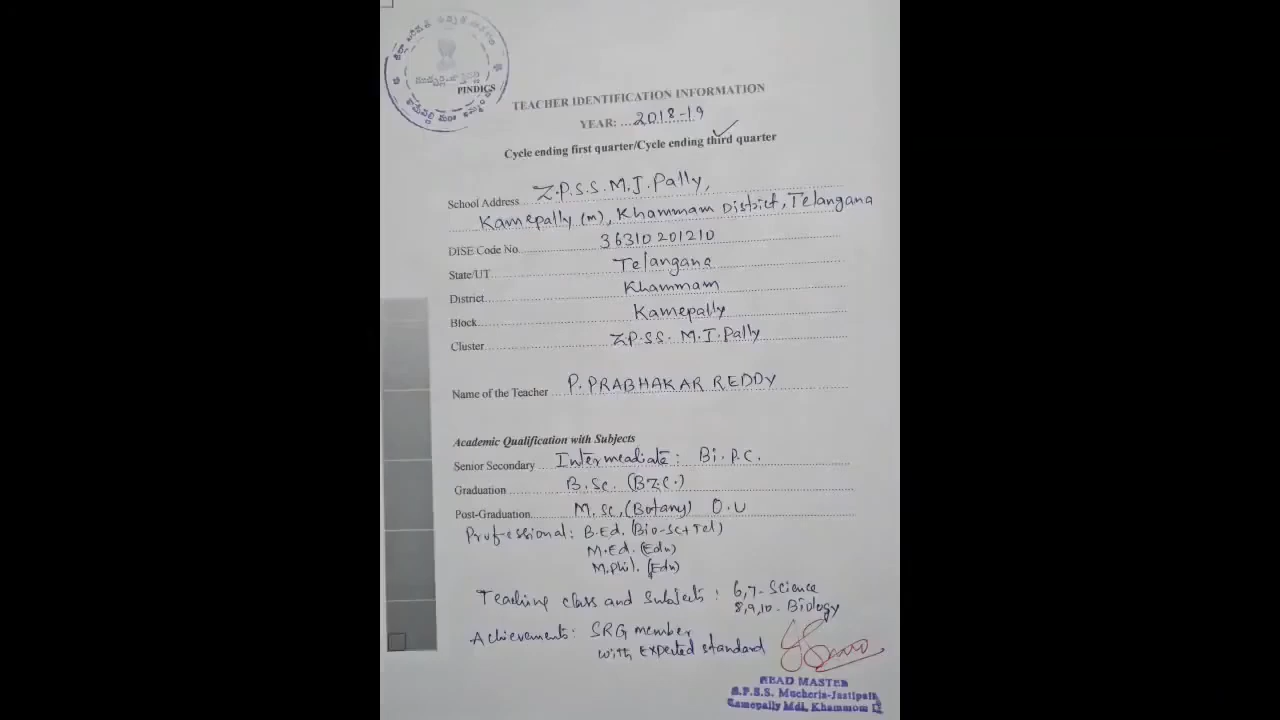 PINDICS
TEACHER IDENTIFICATION INFORMATION
YEAR: 2018-19
Cycle ending first quarter/Cycle ending third quarter
School Address Z.P.S.S. M.J. Pally,
Kamepally (m), Khammam District, Telangana
DISE Code No. 36310201210
State/UT Telangana
District Khammam
Block Kamepally
Cluster Z.P.SS. M.J. Pally
Name of the Teacher P. PRABHAKAR REDDY
Academic Qualification with Subjects
Senior Secondary Intermeadiate: Bi.P.C.
Graduation B.Sc. (BZC.)
Post-Graduation M.Sc, (Botany) O.U
Professional: B.Ed. (Bio-Sc+Tel)
M.Ed. (Edu)
M.Phil. (Edu)
Teaching class and subjects: 6,7- Science
8,9,10- Biology
Achievements: SRG member
with Expected standard
HEAD MASTER
Z.P.S.S. Mucherla-Jastipally
Kamepally Mdl, Khammam